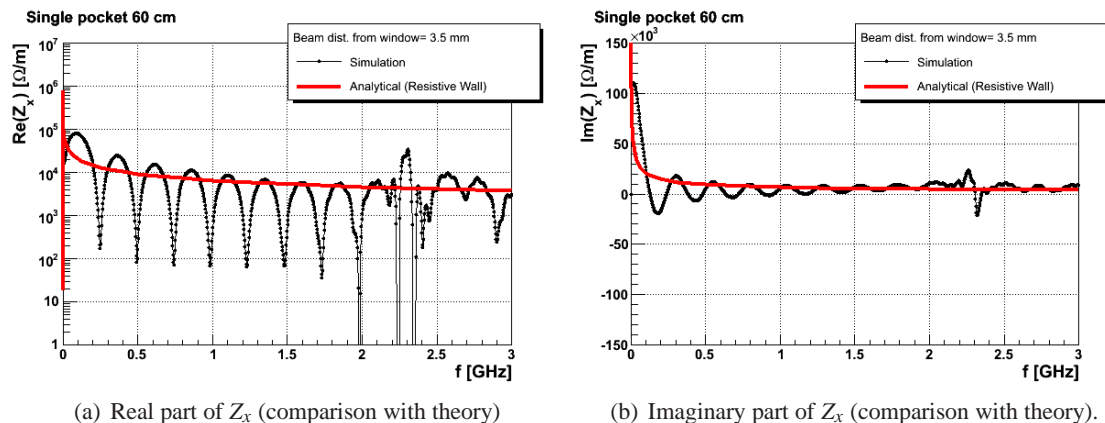 Single pocket 60 cm
Re(Zx) [Ω/m]
10^7
10^6
10^5
10^4
10^3
10^2
10
1
Beam dist. from window= 3.5 mm
Simulation
Analytical (Resistive Wall)
0 0.5 1 1.5 2 2.5 3
f [GHz]
(a) Real part of Zx (comparison with theory)
Single pocket 60 cm
×10^3
Im(Zx) [Ω/m]
150
100
50
0
-50
-100
-150
Beam dist. from window= 3.5 mm
Simulation
Analytical (Resistive Wall)
0 0.5 1 1.5 2 2.5 3
f [GHz]
(b) Imaginary part of Zx (comparison with theory).